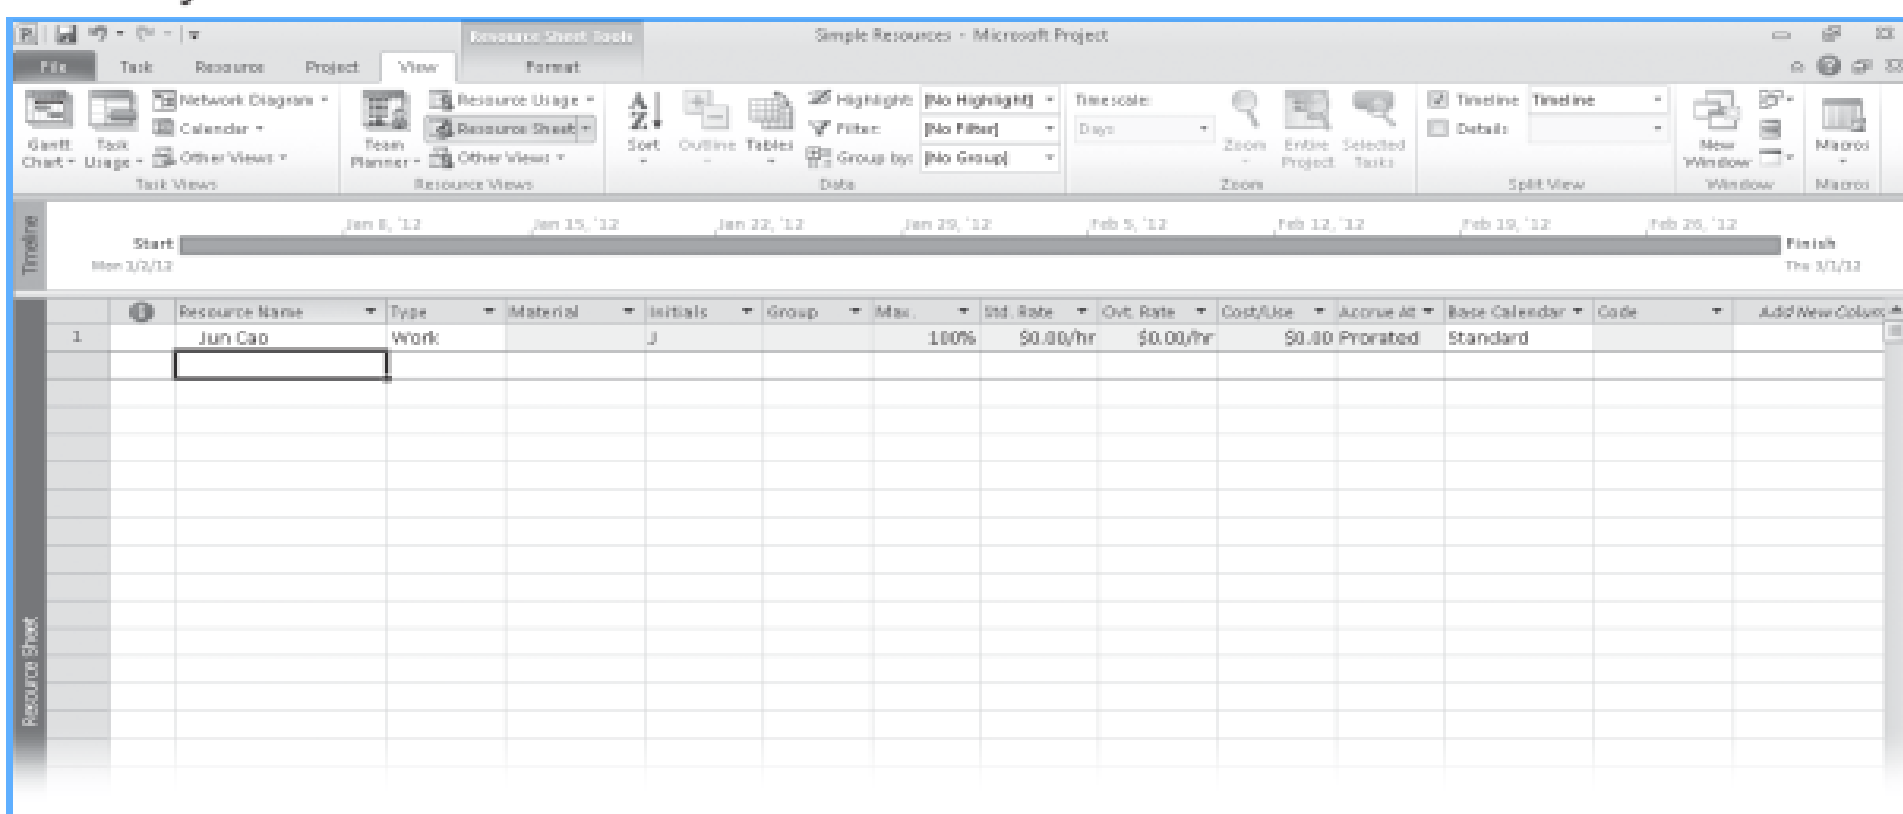 Resource Sheet Tools
Simple Resources - Microsoft Project
File Task Resource Project View Format
Network Diagram
Calendar
Other Views
Gantt Chart
Task Usage
Task Views
Team Planner
Resource Usage
Resource Sheet
Other Views
Resource Views
Sort Outline Tables
Highlight: [No Highlight]
Filter: [No Filter]
Group by: [No Group]
Data
Timescale:
Days
Zoom
Entire Project
Selected Tasks
Zoom
Timeline Timeline
Details
Split View
New Window
Window
Macros
Macros
Timeline
Jan 8, '12 Jan 15, '12 Jan 22, '12 Jan 29, '12 Feb 5, '12 Feb 12, '12 Feb 19, '12 Feb 26, '12
Start
Mon 1/2/12
Finish
Thu 3/1/12
Resource Name Type Material Initials Group Max. Std. Rate Ovt. Rate Cost/Use Accrue At Base Calendar Code Add New Column
1 Jun Cao Work J 100% $0.00/hr $0.00/hr $0.00 Prorated Standard
Resource Sheet